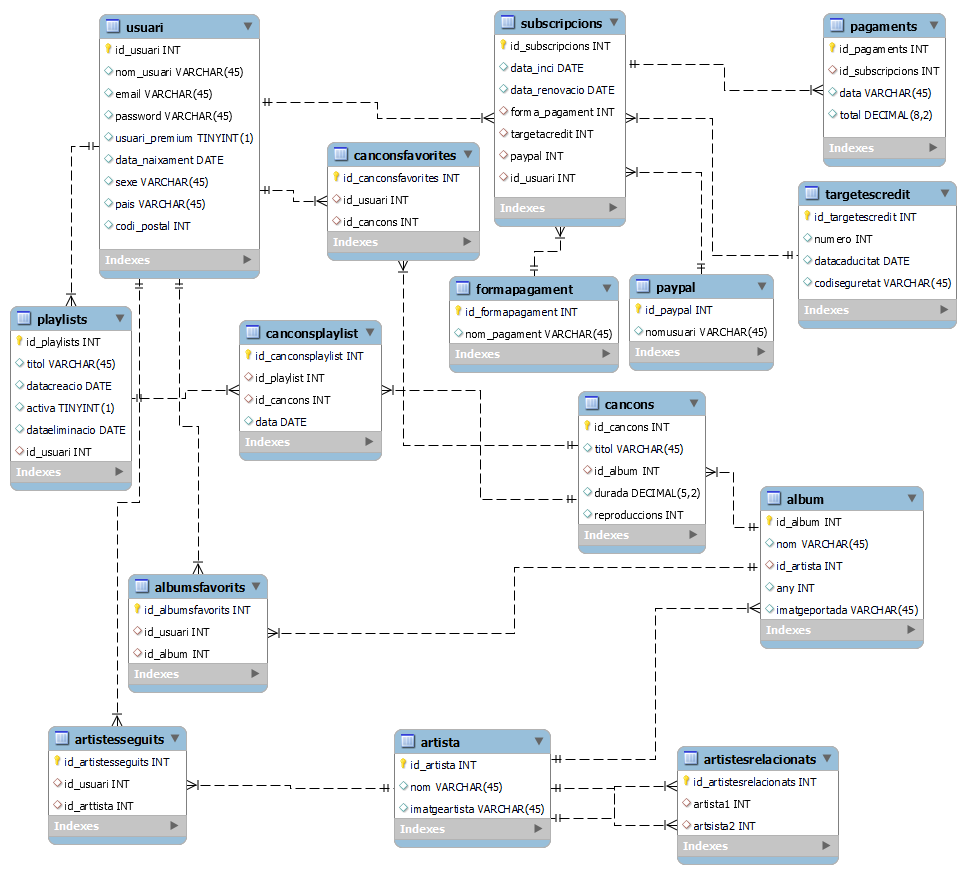 usuari
id_usuari INT
nom_usuari VARCHAR(45)
email VARCHAR(45)
password VARCHAR(45)
usuari_premium TINYINT(1)
data_naixament DATE
sexe VARCHAR(45)
pais VARCHAR(45)
codi_postal INT
Indexes
subscripcions
id_subscripcions INT
data_inci DATE
data_renovacio DATE
forma_pagament INT
targetacredit INT
paypal INT
id_usuari INT
Indexes
pagaments
id_pagaments INT
id_subscripcions INT
data VARCHAR(45)
total DECIMAL(8,2)
Indexes
canconsfavorites
id_canconsfavorites INT
id_usuari INT
id_cancons INT
Indexes
targetescredit
id_targetescredit INT
numero INT
datacaducitat DATE
codiseguretat VARCHAR(45)
Indexes
formapagament
id_formapagament INT
nom_pagament VARCHAR(45)
Indexes
paypal
id_paypal INT
nomusuari VARCHAR(45)
Indexes
playlists
id_playlists INT
titol VARCHAR(45)
datacreacio DATE
activa TINYINT(1)
dataeliminacio DATE
id_usuari INT
Indexes
canconsplaylist
id_canconsplaylist INT
id_playlist INT
id_cancons INT
data DATE
Indexes
cancons
id_cancons INT
titol VARCHAR(45)
id_album INT
durada DECIMAL(5,2)
reproduccions INT
Indexes
album
id_album INT
nom VARCHAR(45)
id_artista INT
any INT
imatgeportada VARCHAR(45)
Indexes
albumsfavorits
id_albumsfavorits INT
id_usuari INT
id_album INT
Indexes
artistesseguits
id_artistesseguits INT
id_usuari INT
id_arttista INT
Indexes
artista
id_artista INT
nom VARCHAR(45)
imatgeartista VARCHAR(45)
Indexes
artistesrelacionats
id_artistesrelacionats INT
artista1 INT
artsista2 INT
Indexes